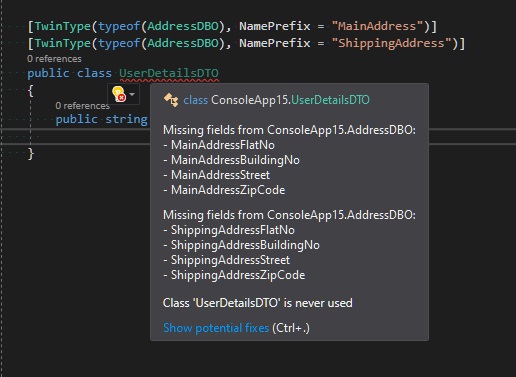 [TwinType(typeof(AddressDBO), NamePrefix = "MainAddress")]
[TwinType(typeof(AddressDBO), NamePrefix = "ShippingAddress")]
0 references
public class UserDetailsDTO
{
0 references
public string
}
class ConsoleApp15.UserDetailsDTO
Missing fields from ConsoleApp15.AddressDBO:
- MainAddressFlatNo
- MainAddressBuildingNo
- MainAddressStreet
- MainAddressZipCode
Missing fields from ConsoleApp15.AddressDBO:
- ShippingAddressFlatNo
- ShippingAddressBuildingNo
- ShippingAddressStreet
- ShippingAddressZipCode
Class 'UserDetailsDTO' is never used
Show potential fixes (Ctrl+.)